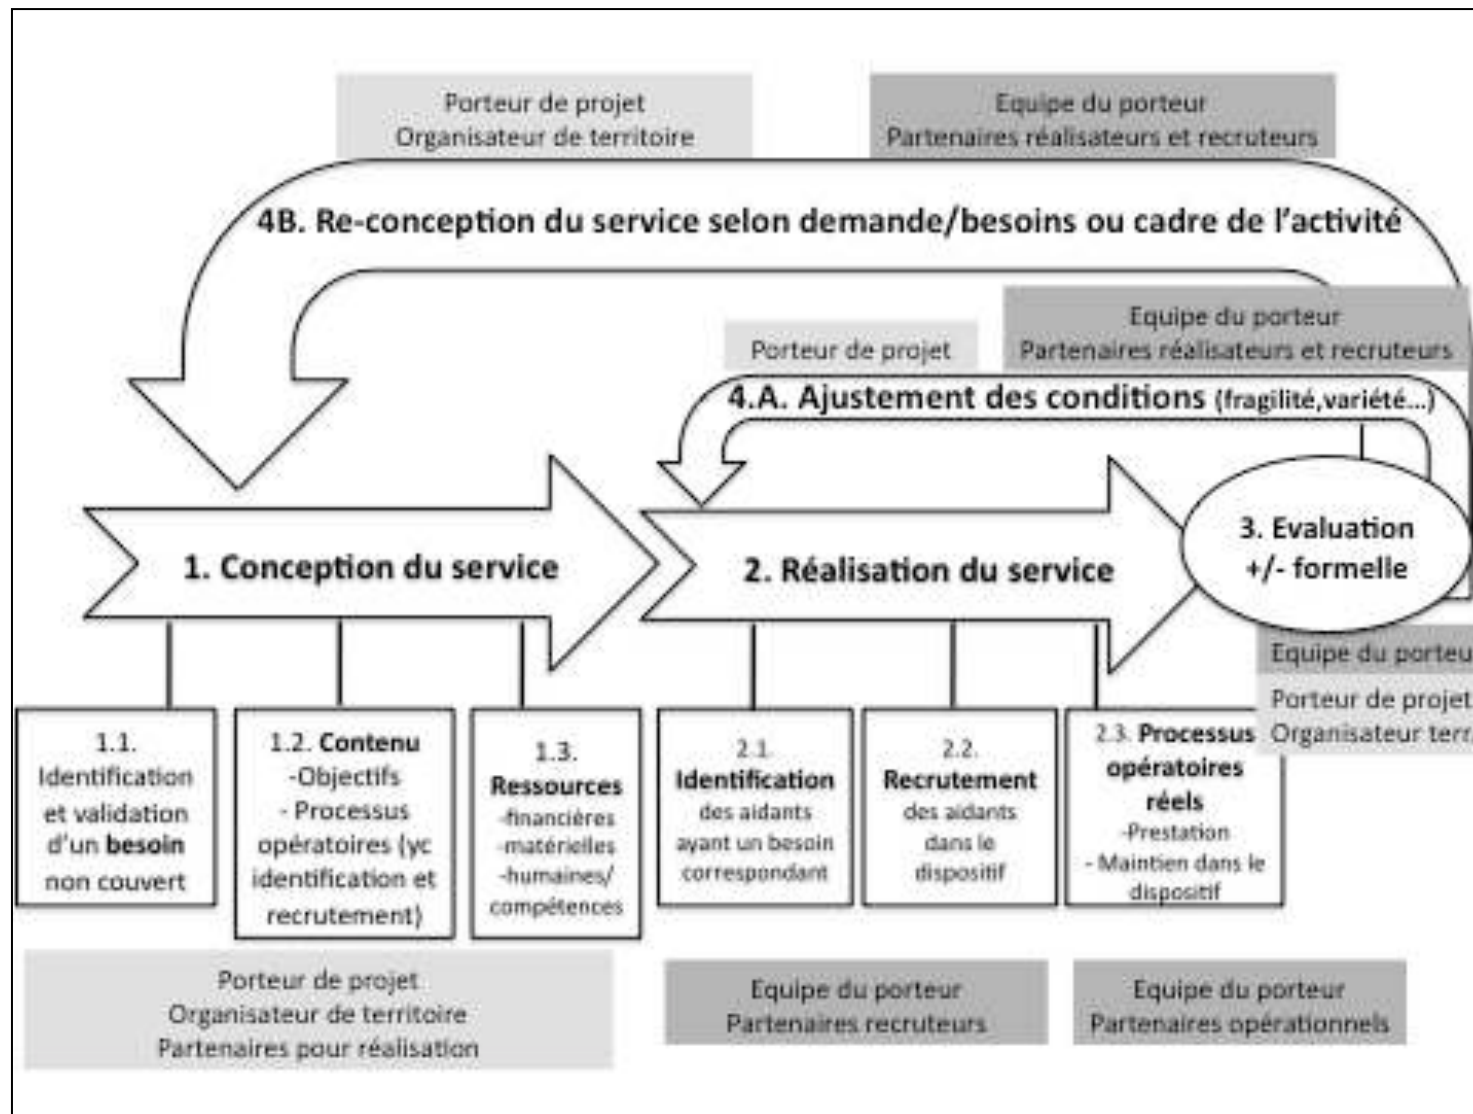 Porteur de projet
Organisateur de territoire
Equipe du porteur
Partenaires réalisateurs et recruteurs
4B. Re-conception du service selon demande/besoins ou cadre de l'activité
Equipe du porteur
Partenaires réalisateurs et recruteurs
Porteur de projet
4.A. Ajustement des conditions (fragilité,variété...)
1. Conception du service
2. Réalisation du service
3. Evaluation
+/- formelle
Equipe du porteu
Porteur de projet
Organisateur terr.
1.1.
Identification
et validation
d'un besoin
non couvert
1.2. Contenu
-Objectifs
- Processus
opératoires (yc
identification et
recrutement)
1.3.
Ressources
-financières
-matérielles
-humaines/
compétences
2.1.
Identification
des aidants
ayant un besoin
correspondant
2.2.
Recrutement
des aidants
dans le
dispositif
2.3. Processus
opératoires
réels
-Prestation
- Maintien dans le
dispositif
Porteur de projet
Organisateur de territoire
Partenaires pour réalisation
Equipe du porteur
Partenaires recruteurs
Equipe du porteur
Partenaires opérationnels